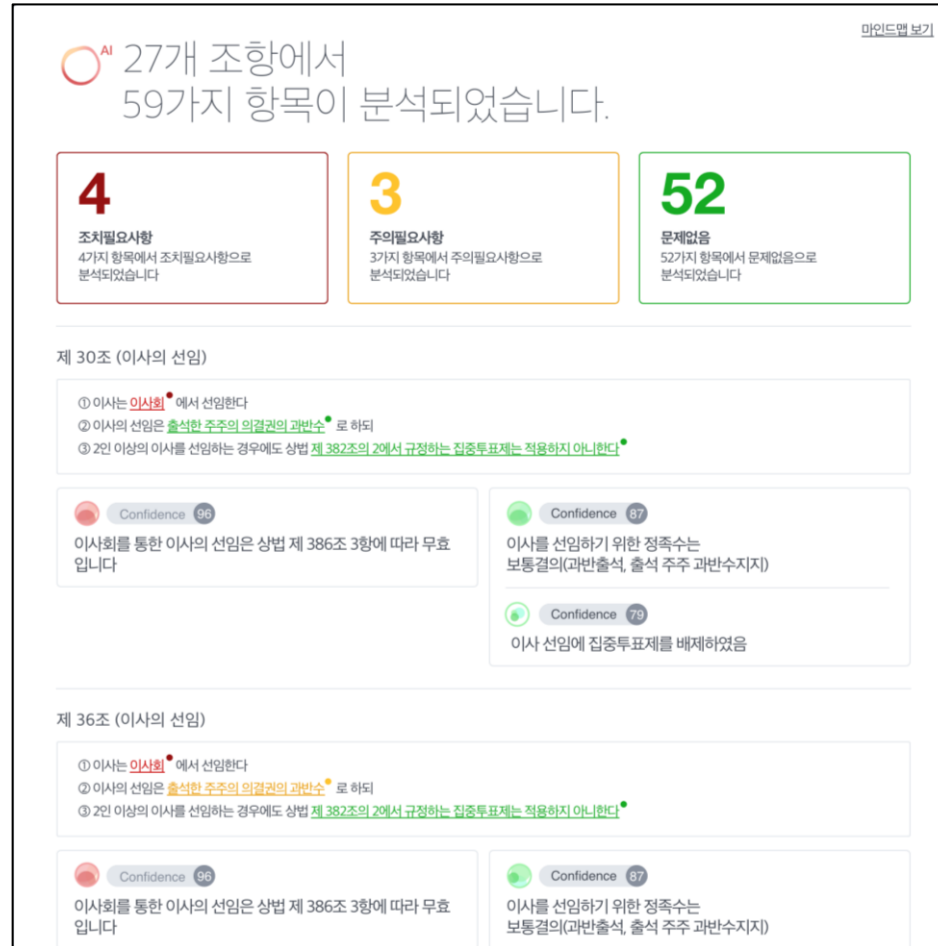 마인드맵 보기
AI 27개 조항에서
59가지 항목이 분석되었습니다.
4
조치필요사항
4가지 항목에서 조치필요사항으로
분석되었습니다
3
주의필요사항
3가지 항목에서 주의필요사항으로
분석되었습니다
52
문제없음
52가지 항목에서 문제없음으로
분석되었습니다
제 30조 (이사의 선임)
① 이사는 이사회 에서 선임한다
② 이사의 선임은 출석한 주주의 의결권의 과반수 로 하되
③ 2인 이상의 이사를 선임하는 경우에도 상법 제 382조의 2에서 규정하는 집중투표제는 적용하지 아니한다
Confidence 96
이사회를 통한 이사의 선임은 상법 제 386조 3항에 따라 무효
입니다
Confidence 87
이사를 선임하기 위한 정족수는
보통결의(과반출석, 출석 주주 과반수지지)
Confidence 79
이사 선임에 집중투표제를 배제하였음
제 36조 (이사의 선임)
① 이사는 이사회 에서 선임한다
② 이사의 선임은 출석한 주주의 의결권의 과반수 로 하되
③ 2인 이상의 이사를 선임하는 경우에도 상법 제 382조의 2에서 규정하는 집중투표제는 적용하지 아니한다
Confidence 96
이사회를 통한 이사의 선임은 상법 제 386조 3항에 따라 무효
입니다
Confidence 87
이사를 선임하기 위한 정족수는
보통결의(과반출석, 출석 주주 과반수지지)